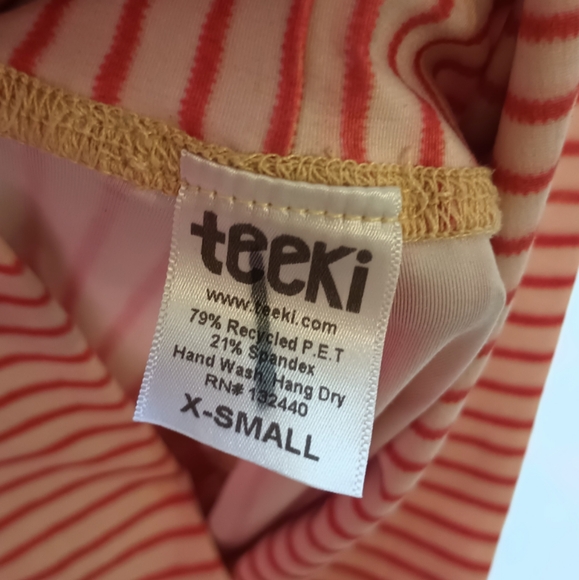 teeki
www.teeki.com
79% Recycled P.E.T
21% Spandex
Hand Wash, Hang Dry
RN# 132440
X-SMALL